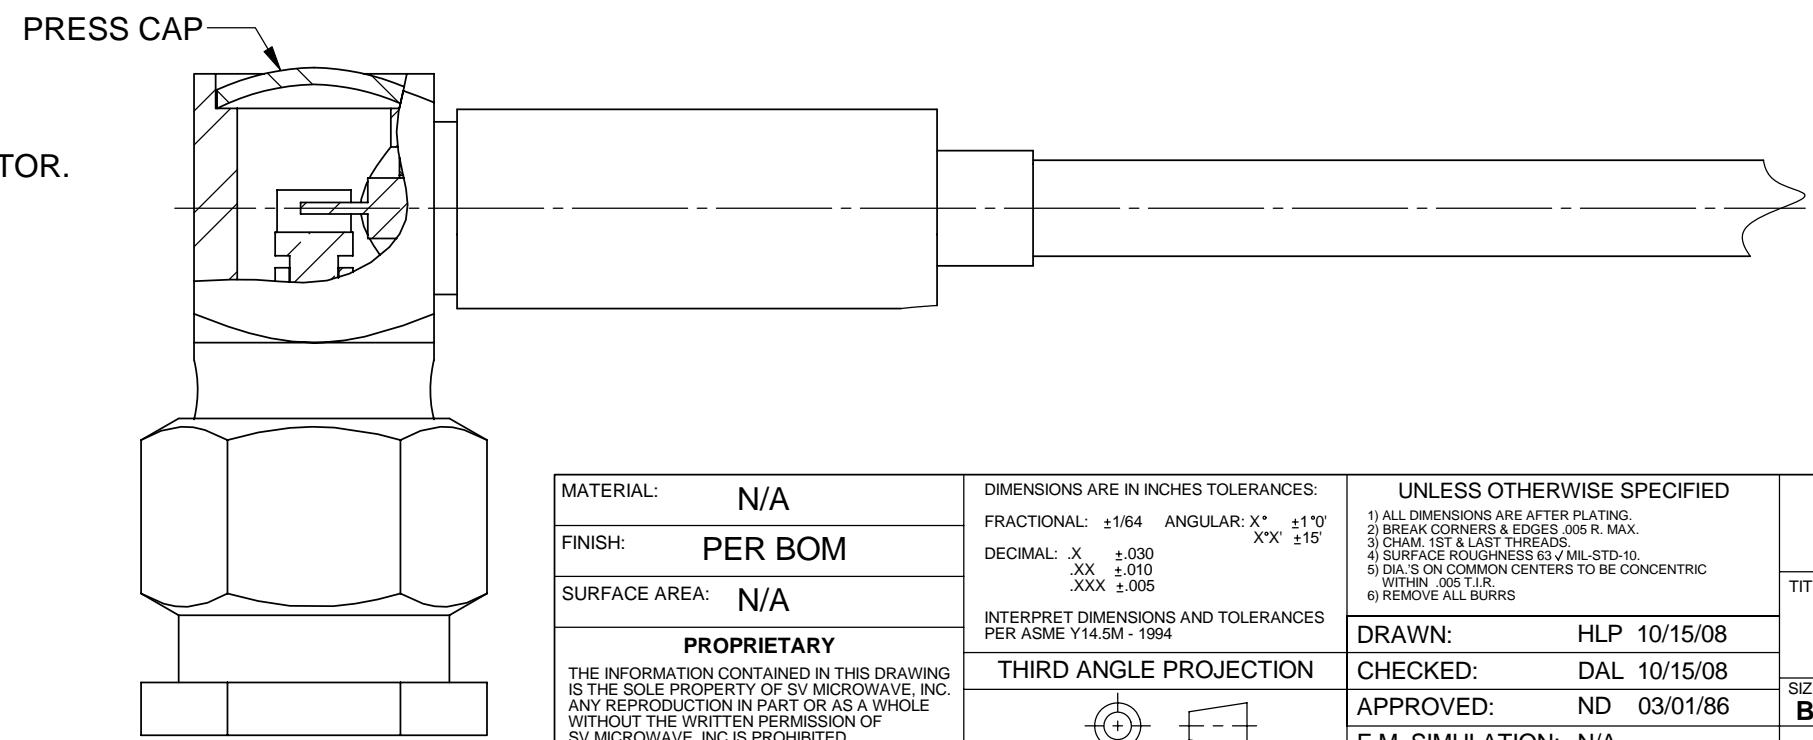 PRESS CAP
TOR.
MATERIAL: N/A
FINISH: PER BOM
SURFACE AREA: N/A
PROPRIETARY
THE INFORMATION CONTAINED IN THIS DRAWING
IS THE SOLE PROPERTY OF SV MICROWAVE, INC.
ANY REPRODUCTION IN PART OR AS A WHOLE
WITHOUT THE WRITTEN PERMISSION OF
SV MICROWAVE, INC IS PROHIBITED.
DIMENSIONS ARE IN INCHES TOLERANCES:
FRACTIONAL: ±1/64 ANGULAR: X° ±1°0'
X°X' ±15'
DECIMAL: .X ±.030
.XX ±.010
.XXX ±.005
INTERPRET DIMENSIONS AND TOLERANCES
PER ASME Y14.5M - 1994
THIRD ANGLE PROJECTION
UNLESS OTHERWISE SPECIFIED
1) ALL DIMENSIONS ARE AFTER PLATING.
2) BREAK CORNERS & EDGES .005 R. MAX.
3) CHAM. 1ST & LAST THREADS.
4) SURFACE ROUGHNESS 63 √ MIL-STD-10.
5) DIA.'S ON COMMON CENTERS TO BE CONCENTRIC
WITHIN .005 T.I.R.
6) REMOVE ALL BURRS
DRAWN: HLP 10/15/08
CHECKED: DAL 10/15/08
APPROVED: ND 03/01/86
E.M. SIMULATION: N/A
TIT
SIZ
B